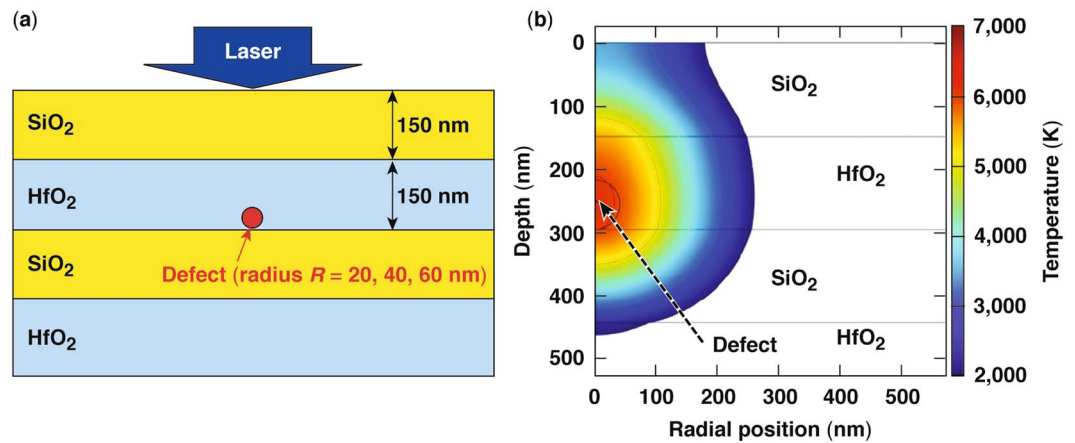 (a)
Laser
SiO2
150 nm
HfO2
150 nm
SiO2
Defect (radius R = 20, 40, 60 nm)
HfO2
(b)
0
100
200
300
400
500
Depth (nm)
SiO2
HfO2
SiO2
HfO2
Defect
0 100 200 300 400 500
Radial position (nm)
7,000
6,000
5,000
4,000
3,000
2,000
Temperature (K)